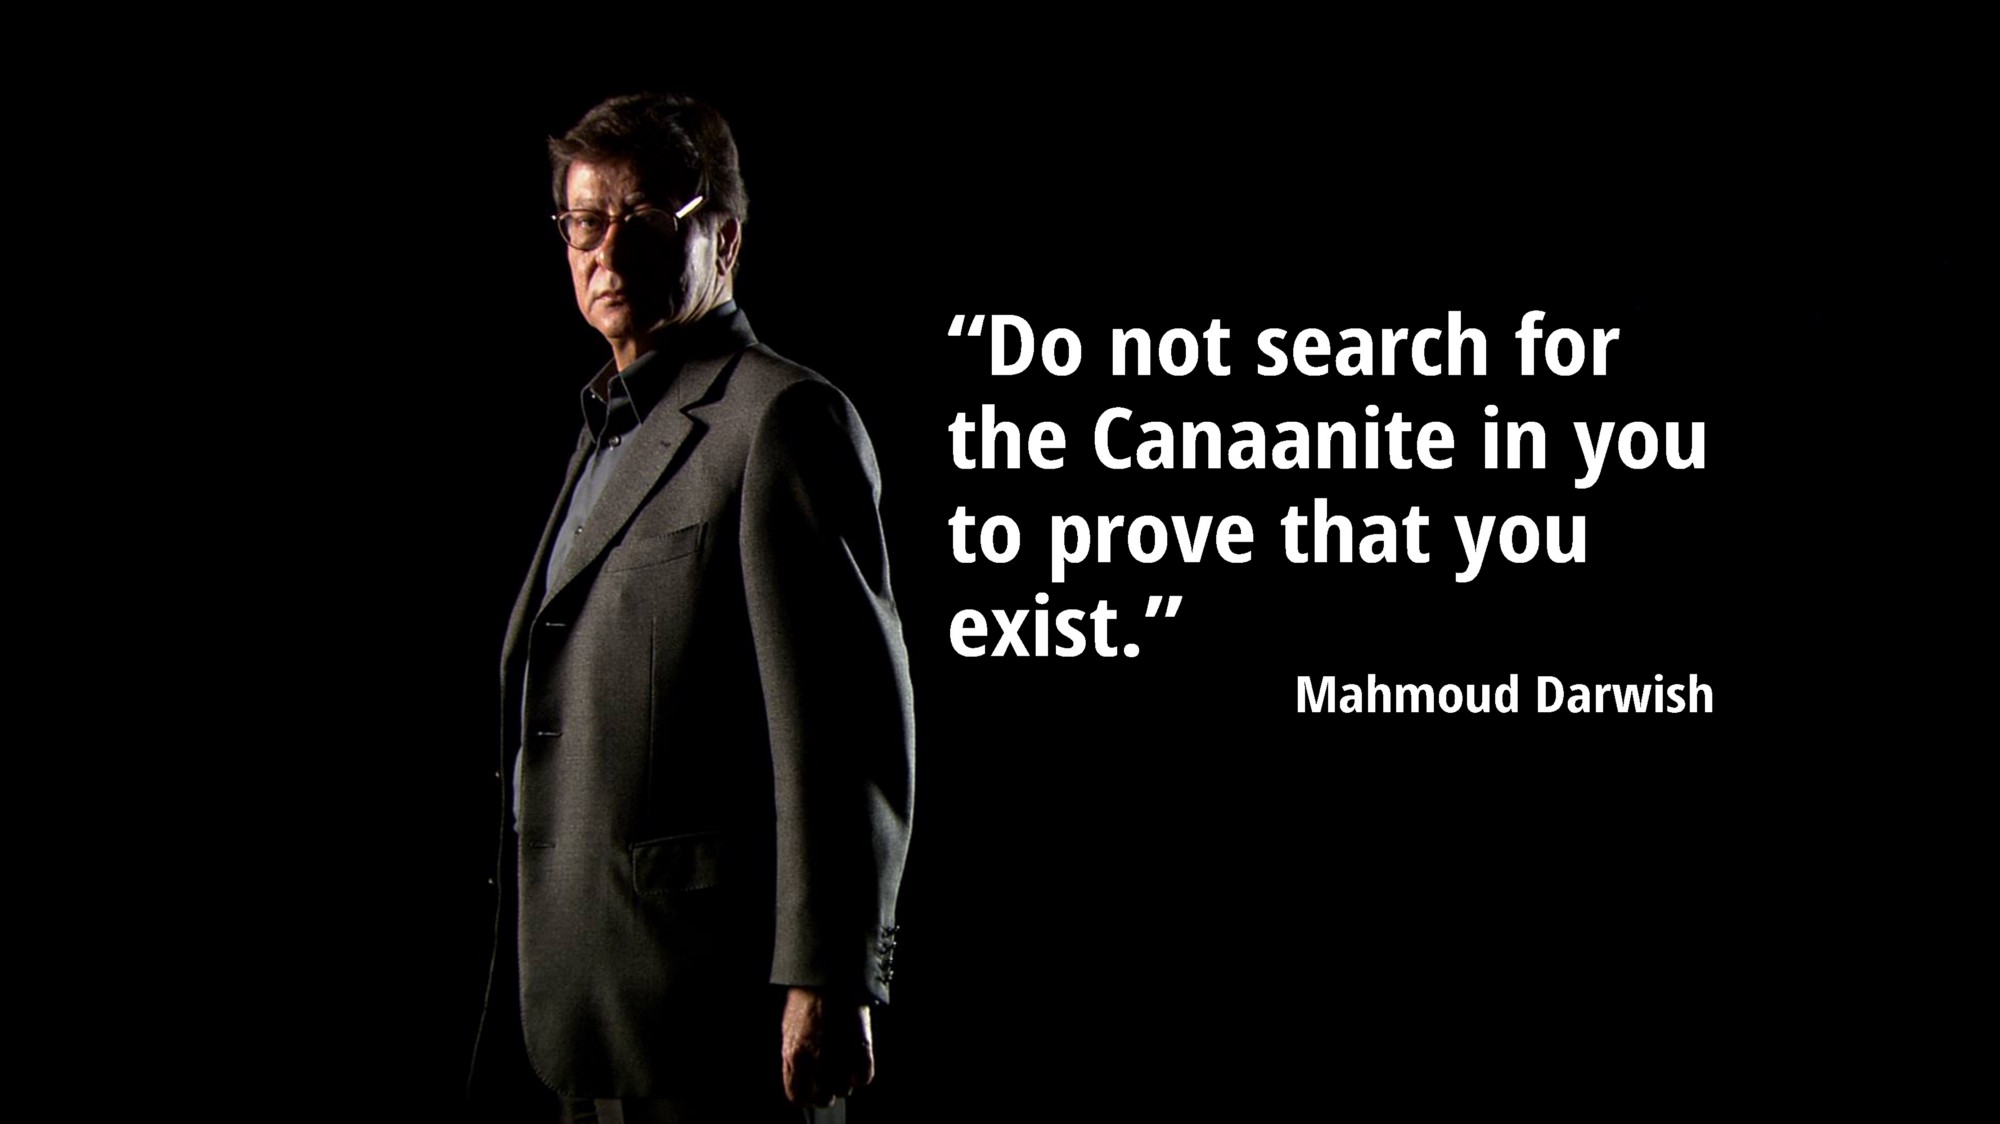 “Do not search for
the Canaanite in you
to prove that you
exist.”
Mahmoud Darwish